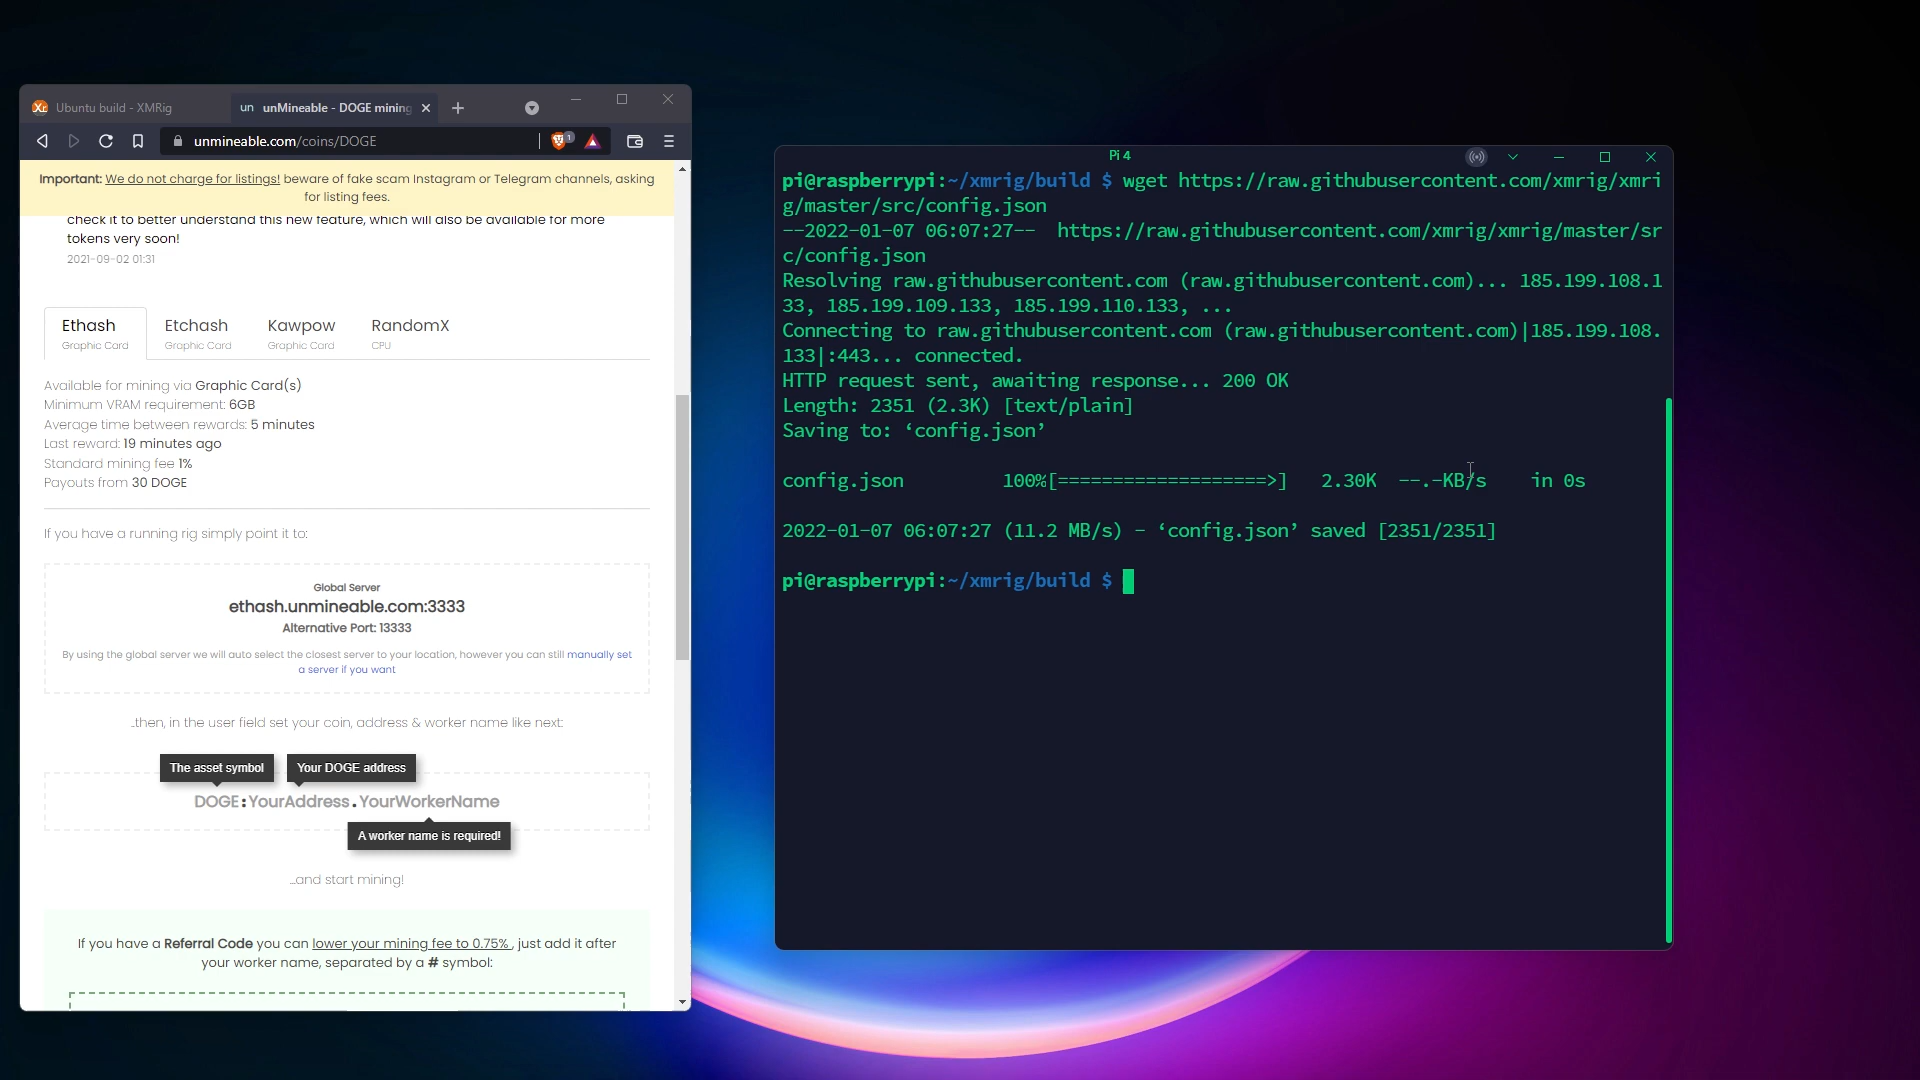 Ubuntu build - XMRig
un unMineable - DOGE mining
unmineable.com/coins/DOGE
Important: We do not charge for listings! beware of fake scam Instagram or Telegram channels, asking
for listing fees.
check it to better understand this new feature, which will also be available for more
tokens very soon!
2021-09-02 01:31
Ethash Etchash Kawpow RandomX
Graphic Card Graphic Card Graphic Card CPU
Available for mining via Graphic Card(s)
Minimum VRAM requirement: 6GB
Average time between rewards: 5 minutes
Last reward: 19 minutes ago
Standard mining fee 1%
Payouts from 30 DOGE
If you have a running rig simply point it to:
Global Server
ethash.unmineable.com:3333
Alternative Port: 13333
By using the global server we will auto select the closest server to your location, however you can still manually set
a server if you want
...then, in the user field set your coin, address & worker name like next:
The asset symbol Your DOGE address
DOGE:YourAddress.YourWorkerName
A worker name is required!
...and start mining!
If you have a Referral Code you can lower your mining fee to 0.75% , just add it after
your worker name, separated by a # symbol:
Pi 4
pi@raspberrypi:~/xmrig/build $ wget https://raw.githubusercontent.com/xmrig/xmri
g/master/src/config.json
--2022-01-07 06:07:27-- https://raw.githubusercontent.com/xmrig/xmrig/master/sr
c/config.json
Resolving raw.githubusercontent.com (raw.githubusercontent.com)... 185.199.108.1
33, 185.199.109.133, 185.199.110.133, ...
Connecting to raw.githubusercontent.com (raw.githubusercontent.com)|185.199.108.
133|:443... connected.
HTTP request sent, awaiting response... 200 OK
Length: 2351 (2.3K) [text/plain]
Saving to: ‘config.json’
config.json 100%[===================>] 2.30K --.-KB/s in 0s
2022-01-07 06:07:27 (11.2 MB/s) - ‘config.json’ saved [2351/2351]
pi@raspberrypi:~/xmrig/build $